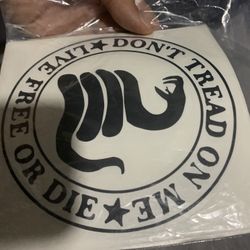 DON'T TREAD ON ME★
LIVE FREE OR DIE★